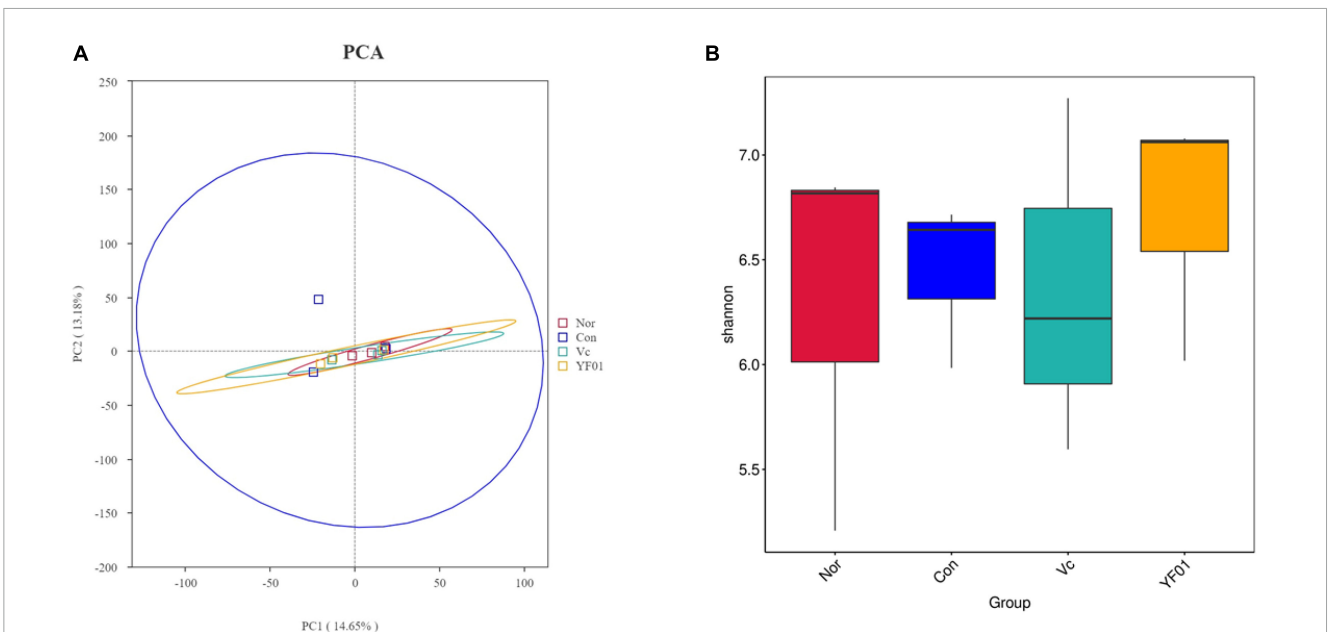 A
PCA
250
200
150
100
50
0
-50
-100
-150
-200
PC2 ( 13.18% )
-100
-50
0
50
100
PC1 ( 14.65% )
Nor
Con
Vc
YF01
B
7.0
6.5
6.0
5.5
shannon
Nor
Con
Vc
YF01
Group